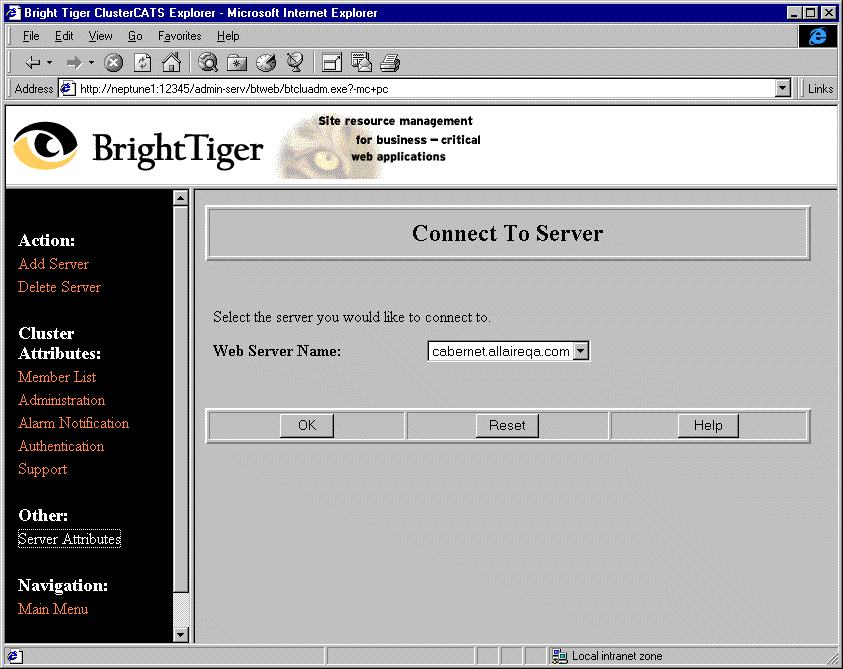 Bright Tiger ClusterCATS Explorer - Microsoft Internet Explorer
File Edit View Go Favorites Help
Address http://neptune1:12345/admin-serv/btweb/btcluadm.exe?-mc+pc Links
BrightTiger
Site resource management
for business – critical
web applications
Action:
Add Server
Delete Server
Cluster
Attributes:
Member List
Administration
Alarm Notification
Authentication
Support
Other:
Server Attributes
Navigation:
Main Menu
Connect To Server
Select the server you would like to connect to.
Web Server Name: cabernet.allaireqa.com
OK Reset Help
Local intranet zone